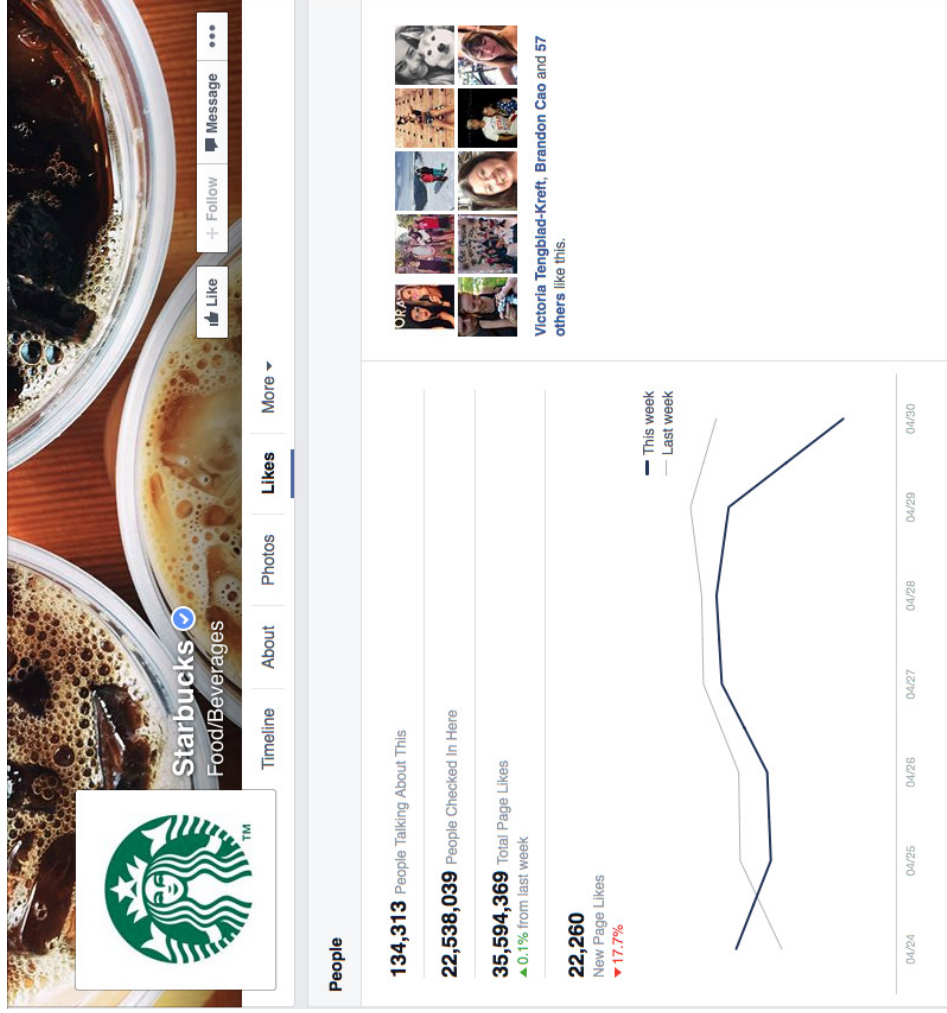 Starbucks
Food/Beverages
Like
+ Follow
Message
•••
TM
Timeline
About
Photos
Likes
More
People
134,313 People Talking About This
22,538,039 People Checked In Here
35,594,369 Total Page Likes
▲0.1% from last week
22,260
New Page Likes
▼17.7%
This week
Last week
04/24
04/25
04/26
04/27
04/28
04/29
04/30
ORA
Victoria Tengblad-Kreft, Brandon Cao and 57
others like this.